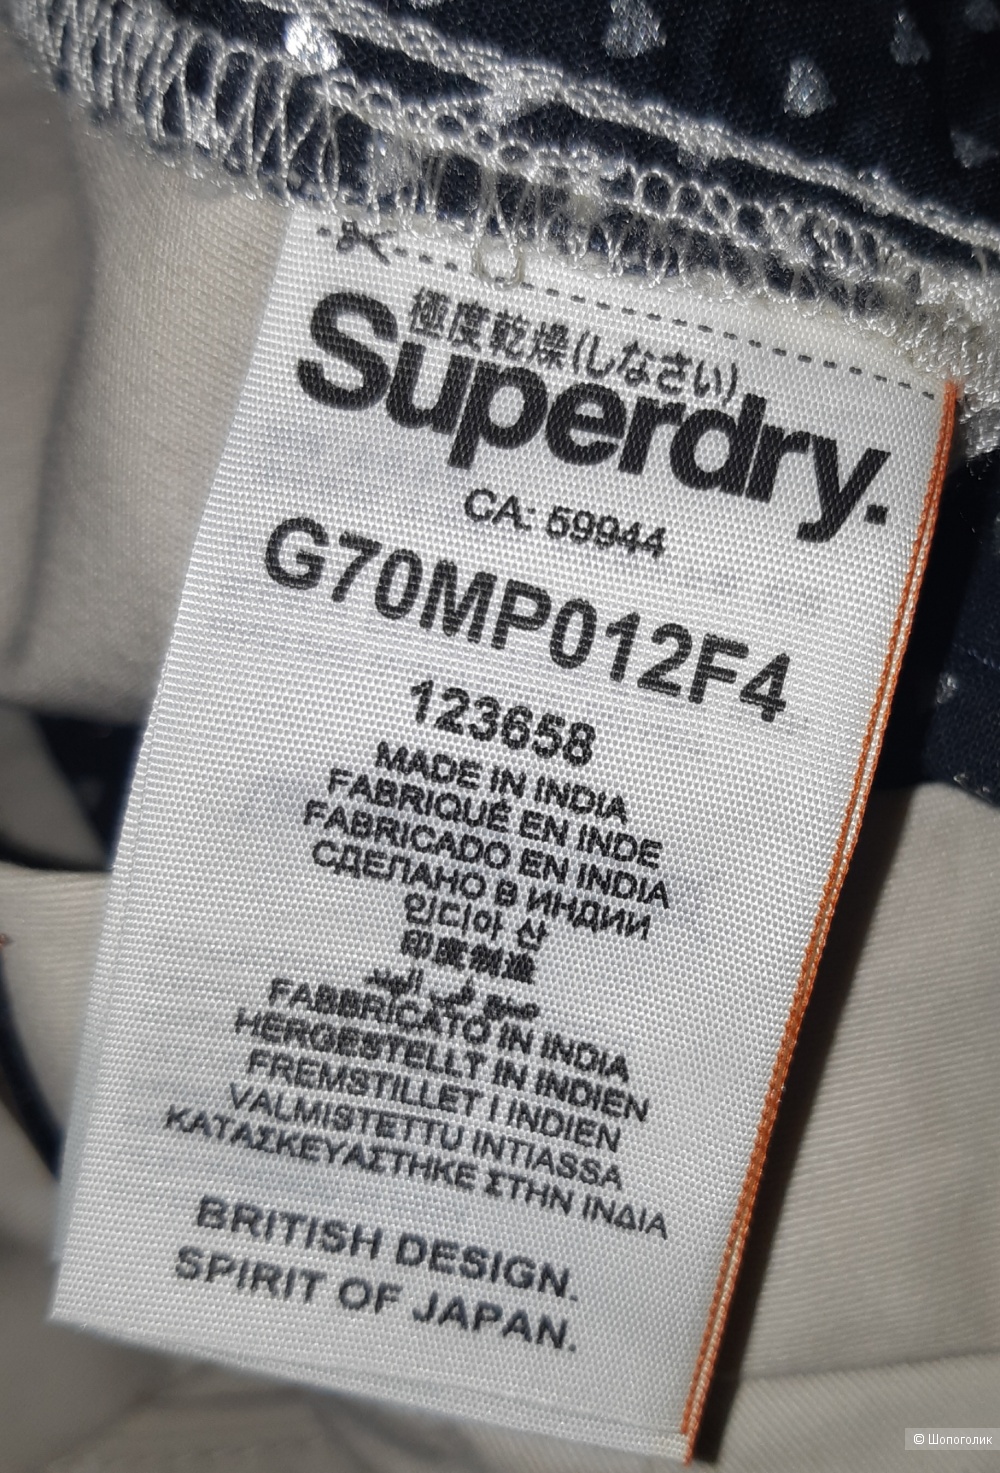 極度乾燥(しなさい)
Superdry.
CA: 59944
G70MP012F4
123658
MADE IN INDIA
FABRIQUÉ EN INDE
FABRICADO EN INDIA
СДЕЛАНО В ИНДИИ
인디아 산
印度制造
صنع في الهند
FABBRICATO IN INDIA
HERGESTELLT IN INDIEN
FREMSTILLET I INDIEN
VALMISTETTU INTIASSA
ΚΑΤΑΣΚΕΥΑΣΤΗΚΕ ΣΤΗΝ ΙΝΔΙΑ
BRITISH DESIGN.
SPIRIT OF JAPAN.
© Шопоголик